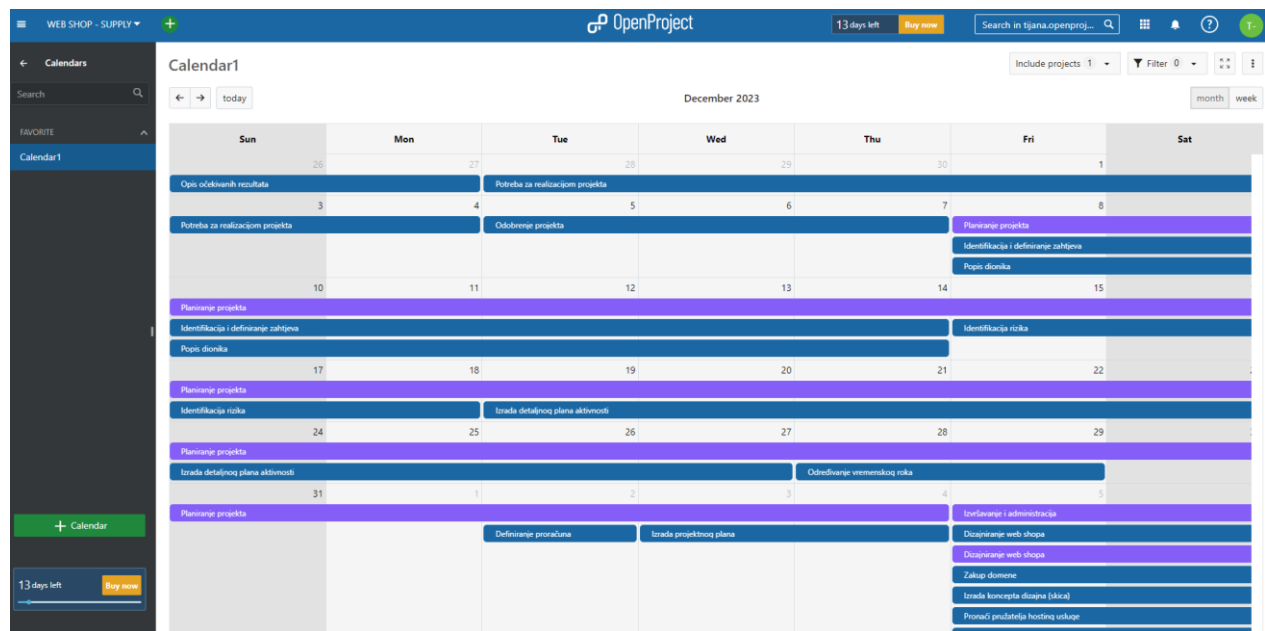 WEB SHOP - SUPPLY
OpenProject
13 days left
Buy now
Search in tijana.openproj...
T-
Calendars
Search
FAVORITE
Calendar1
+ Calendar
13 days left
Buy now
Calendar1
Include projects 1
Filter 0
today
December 2023
month week
Sun Mon Tue Wed Thu Fri Sat
26 27 28 29 30 1
Opis očekivanih rezultata Potreba za realizacijom projekta
3 4 5 6 7 8
Potreba za realizacijom projekta Odobrenje projekta Planiranje projekta
Identifikacija i definiranje zahtjeva
Popis dionika
10 11 12 13 14 15
Planiranje projekta
Identifikacija i definiranje zahtjeva Identifikacija rizika
Popis dionika
17 18 19 20 21 22
Planiranje projekta
Identifikacija rizika Izrada detaljnog plana aktivnosti
24 25 26 27 28 29
Planiranje projekta
Izrada detaljnog plana aktivnosti Određivanje vremenskog roka
31 1 2 3 4 5
Planiranje projekta Izvršavanje i administracija
Definiranje proračuna Izrada projektnog plana Dizajniranje web shopa
Dizajniranje web shopa
Zakup domene
Izrada koncepta dizajna (skica)
Pronaći pružatelja hosting usluge